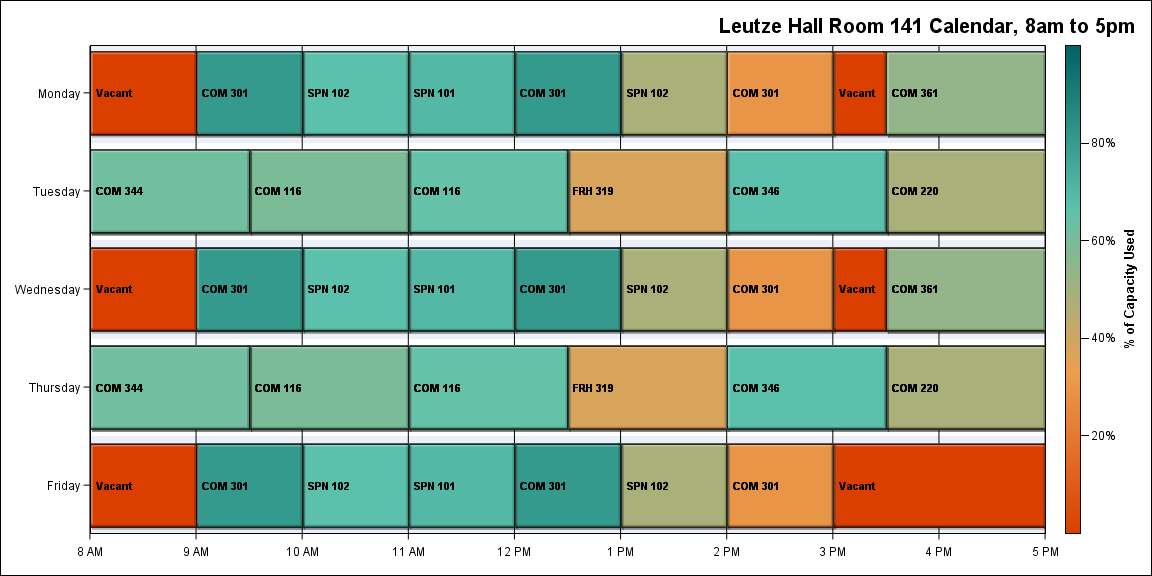 Leutze Hall Room 141 Calendar, 8am to 5pm
Monday
Vacant COM 301 SPN 102 SPN 101 COM 301 SPN 102 COM 301 Vacant COM 361
80%
Tuesday
COM 344 COM 116 COM 116 FRH 319 COM 346 COM 220
60%
% of Capacity Used
Wednesday
Vacant COM 301 SPN 102 SPN 101 COM 301 SPN 102 COM 301 Vacant COM 361
40%
Thursday
COM 344 COM 116 COM 116 FRH 319 COM 346 COM 220
20%
Friday
Vacant COM 301 SPN 102 SPN 101 COM 301 SPN 102 COM 301 Vacant
8 AM 9 AM 10 AM 11 AM 12 PM 1 PM 2 PM 3 PM 4 PM 5 PM